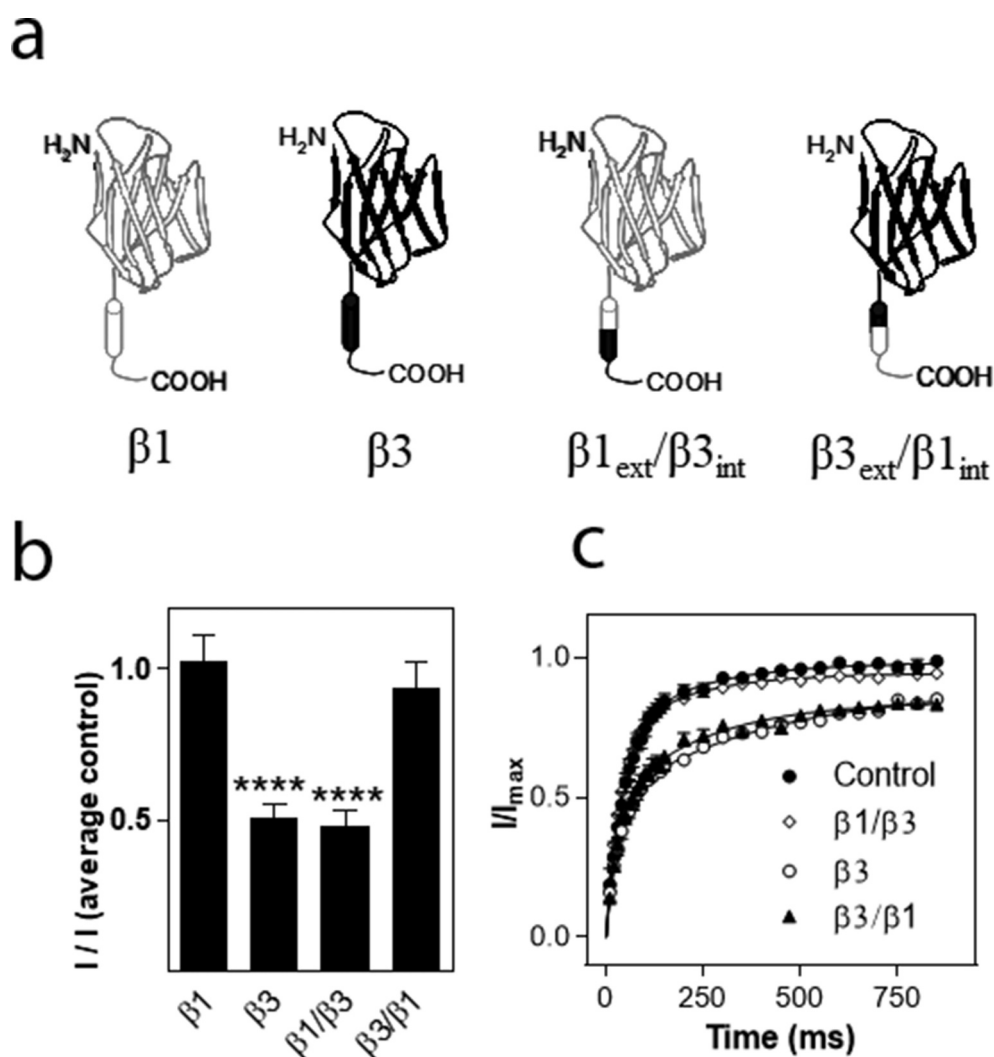 a
H₂N H₂N H₂N H₂N
COOH COOH COOH COOH
β1 β3 β1ext/β3int β3ext/β1int
b
I / I (average control)
1.0
0.5
**** ****
β1 β3 β1/β3 β3/β1
c
I/Imax
1.0
0.5
0.0
Control
β1/β3
β3
β3/β1
0 250 500 750
Time (ms)